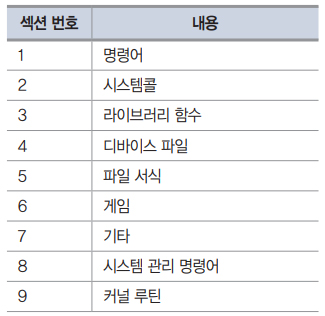 섹션 번호 내용
1 명령어
2 시스템콜
3 라이브러리 함수
4 디바이스 파일
5 파일 서식
6 게임
7 기타
8 시스템 관리 명령어
9 커널 루틴